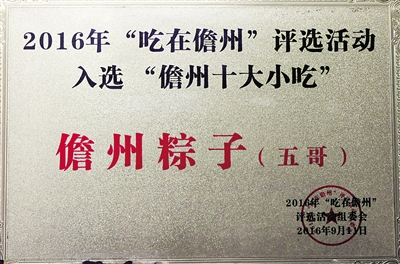 2016年“吃在儋州”评选活动
入选 “儋州十大小吃”
儋州粽子(五哥)
2016年“吃在儋州”
评选活动组委会
2016年9月11日